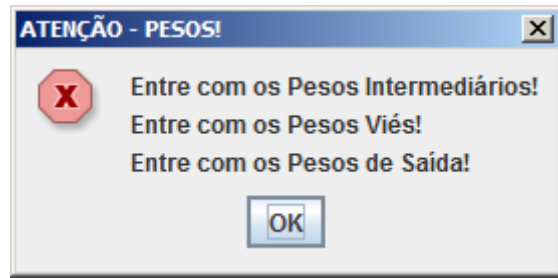 ATENÇÃO - PESOS!
Entre com os Pesos Intermediários!
Entre com os Pesos Viés!
Entre com os Pesos de Saída!
OK